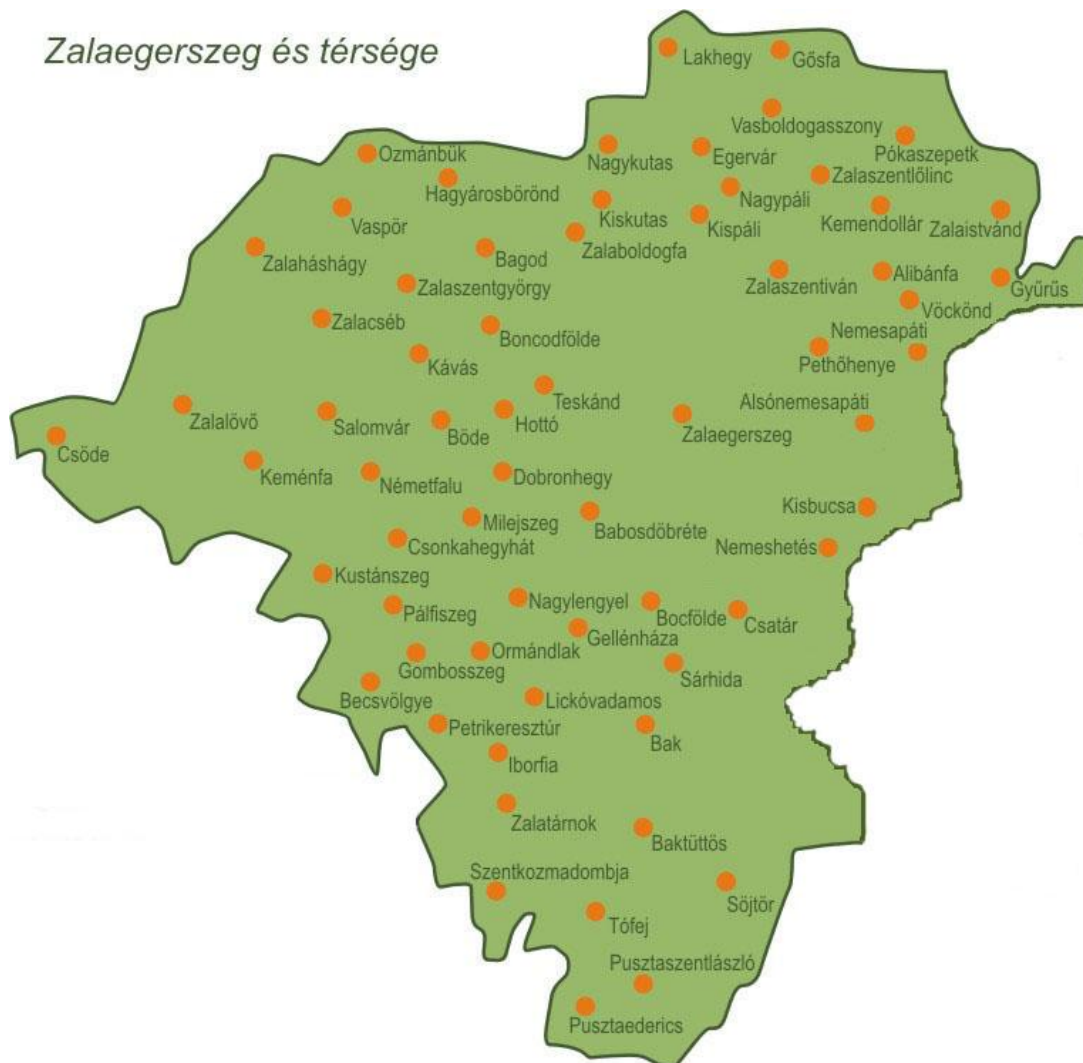 Zalaegerszeg és térsége
Lakhegy
Gősfa
Vasboldogasszony
Ozmánbük
Nagykutas
Egervár
Pókaszepetk
Hagyárosbörönd
Zalaszentlőlinc
Nagypáli
Kiskutas
Vaspör
Kispáli
Kemendollár
Zalaistvánd
Zalaboldogfa
Zalaháshágy
Bagod
Zalaszentgyörgy
Zalaszentiván
Alibánfa
Gyűrűs
Vöckönd
Zalacséb
Boncodfölde
Nemesapáti
Kávás
Pethőhenye
Teskánd
Alsónemesapáti
Zalalövő
Salomvár
Böde
Hottó
Zalaegerszeg
Csöde
Keménfa
Németfalu
Dobronhegy
Kisbucsa
Milejszeg
Babosdöbréte
Csonkahegyhát
Nemeshetés
Kustánszeg
Pálfiszeg
Nagylengyel
Bocfölde
Csatár
Gellénháza
Ormándlak
Gombosszeg
Sárhida
Becsvölgye
Lickóvadamos
Petrikeresztúr
Bak
Iborfia
Zalatárnok
Baktüttös
Szentkozmadombja
Söjtör
Tófej
Pusztaszentlászló
Pusztaederics